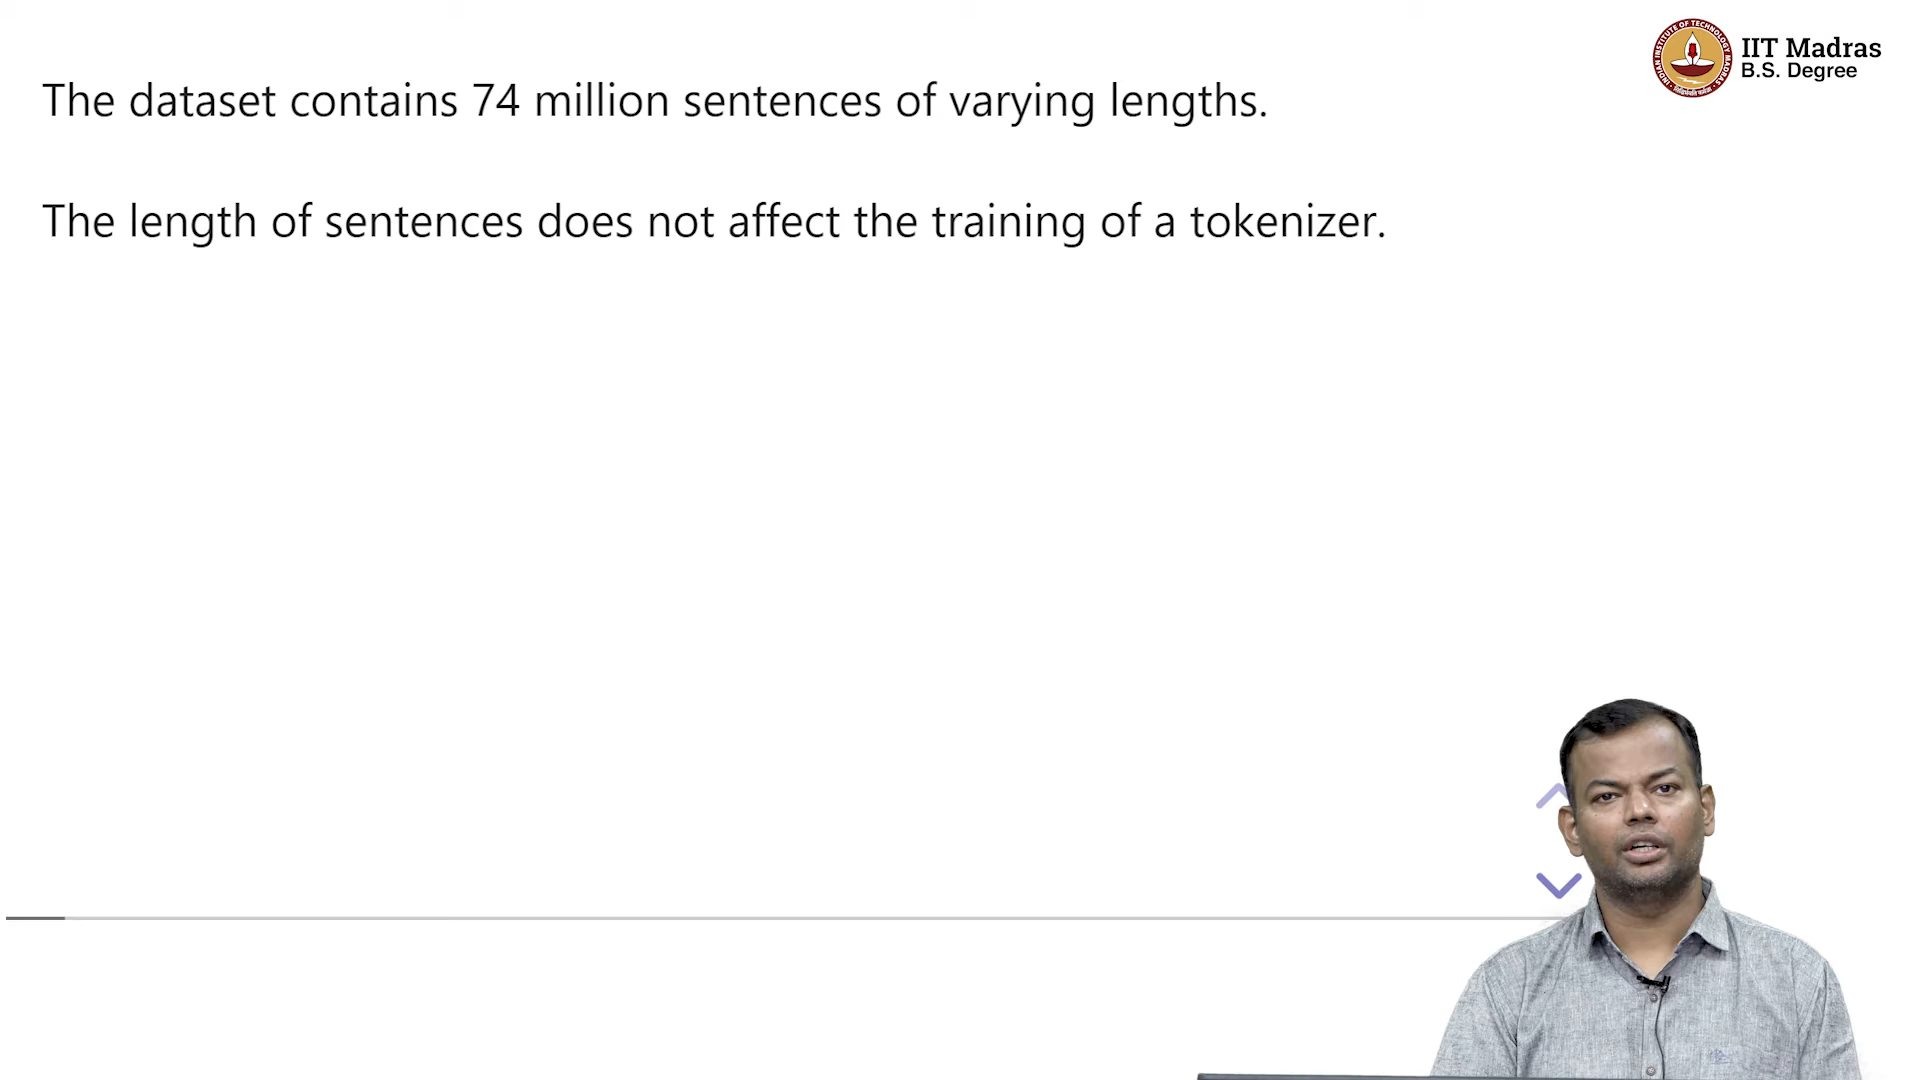 IIT Madras
B.S. Degree
The dataset contains 74 million sentences of varying lengths.
The length of sentences does not affect the training of a tokenizer.